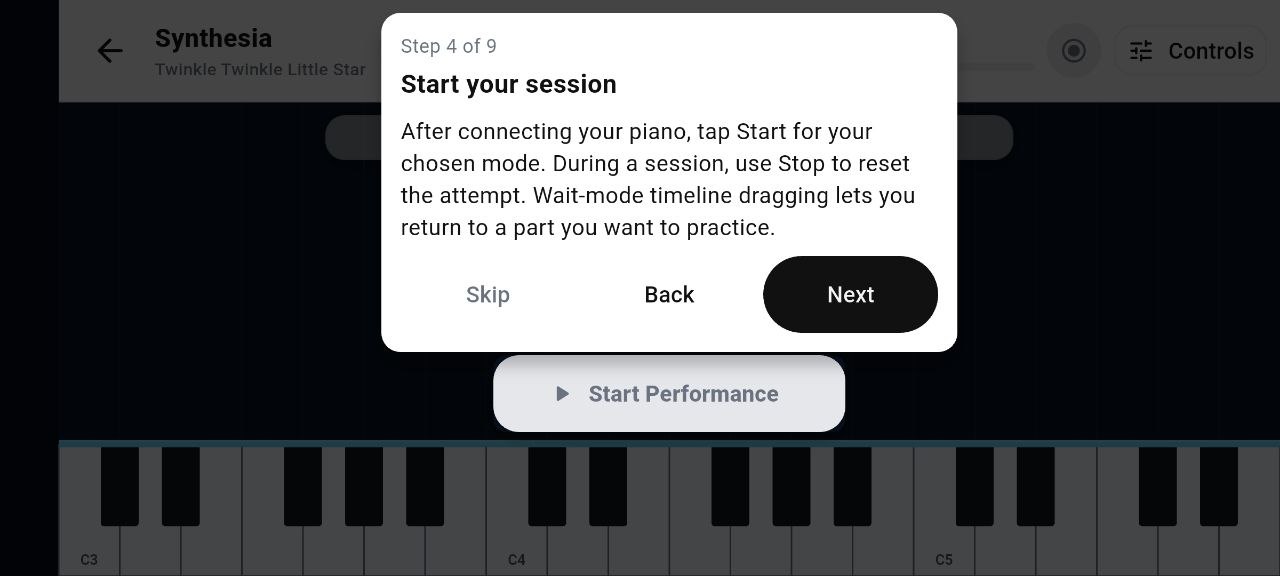 Synthesia
Twinkle Twinkle Little Star
Controls
Step 4 of 9
Start your session
After connecting your piano, tap Start for your
chosen mode. During a session, use Stop to reset
the attempt. Wait-mode timeline dragging lets you
return to a part you want to practice.
Skip
Back
Next
Start Performance
C3
C4
C5